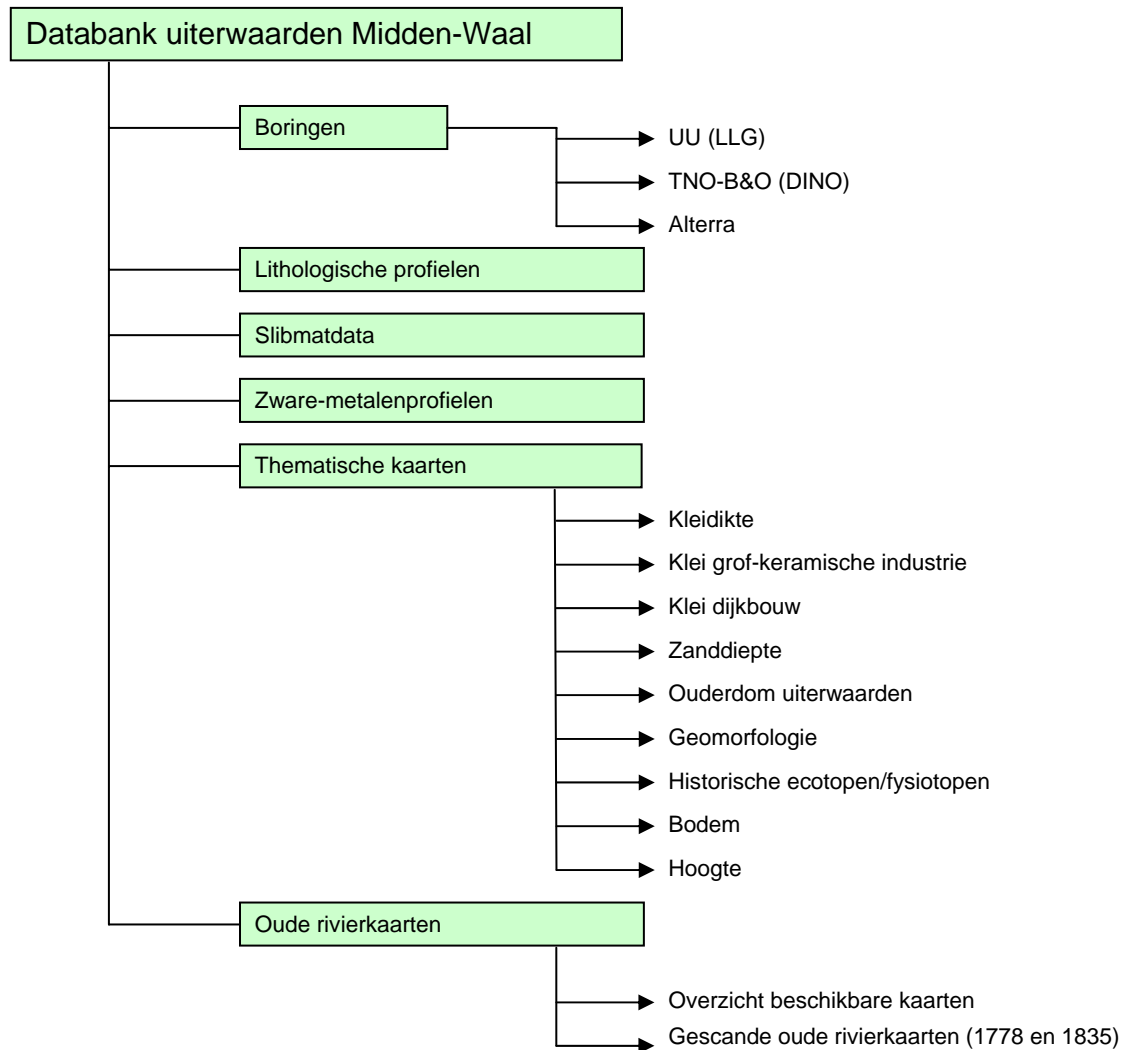 Databank uiterwaarden Midden-Waal
Boringen
UU (LLG)
TNO-B&O (DINO)
Alterra
Lithologische profielen
Slibmatdata
Zware-metalenprofielen
Thematische kaarten
Kleidikte
Klei grof-keramische industrie
Klei dijkbouw
Zanddiepte
Ouderdom uiterwaarden
Geomorfologie
Historische ecotopen/fysiotopen
Bodem
Hoogte
Oude rivierkaarten
Overzicht beschikbare kaarten
Gescande oude rivierkaarten (1778 en 1835)